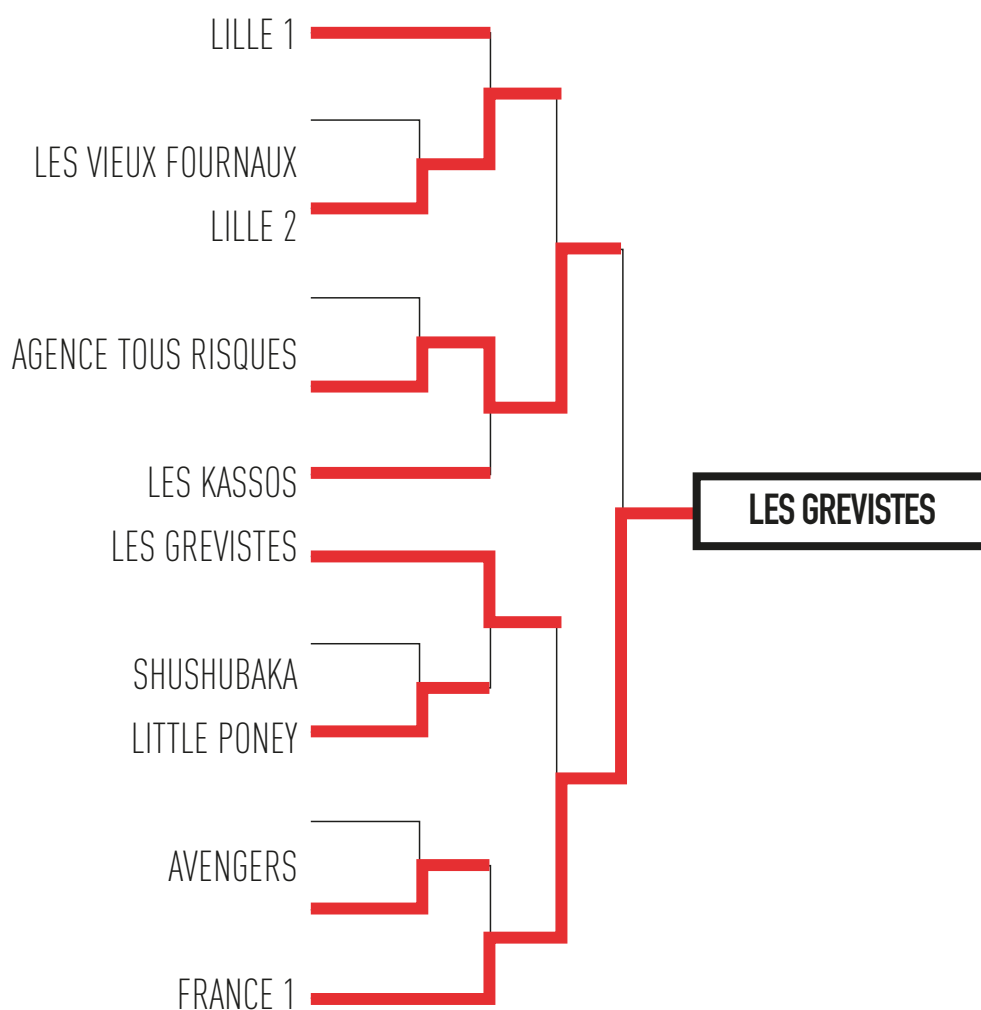 LILLE 1
LES VIEUX FOURNAUX
LILLE 2
AGENCE TOUS RISQUES
LES KASSOS
LES GREVISTES
LES GREVISTES
SHUSHUBAKA
LITTLE PONEY
AVENGERS
FRANCE 1